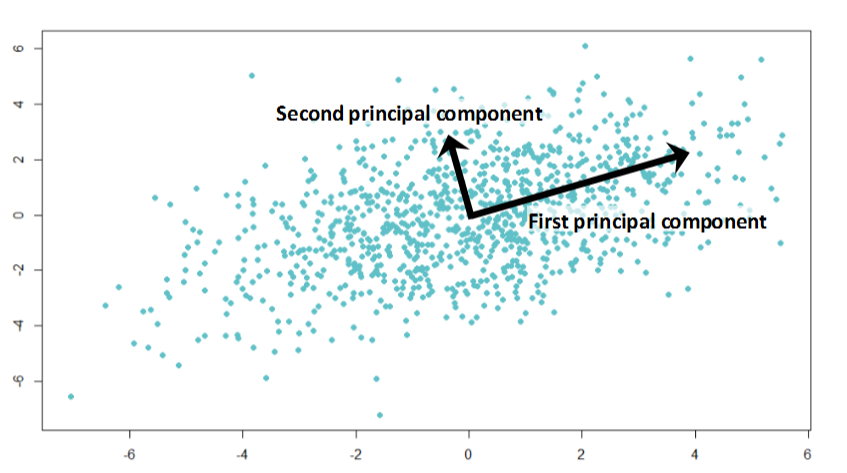 6
4
2
0
-2
-4
-6
Second principal component
First principal component
-6 -4 -2 0 2 4 6